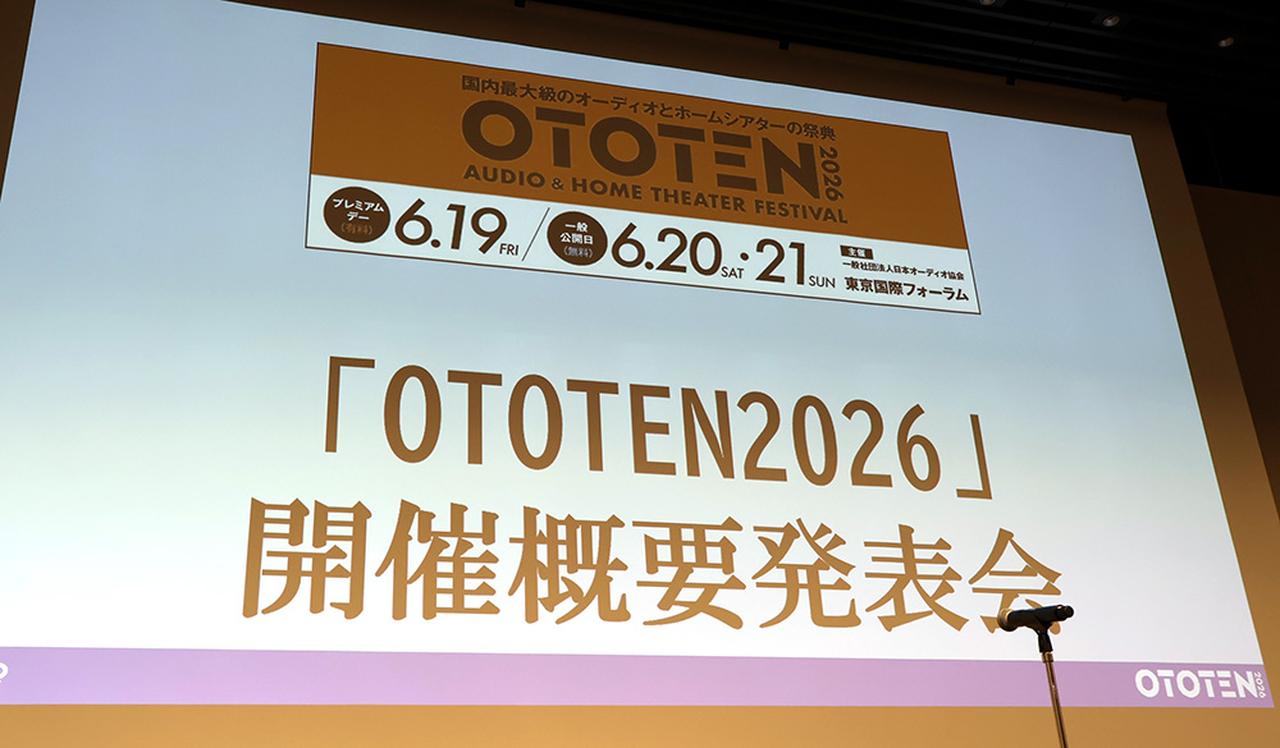 国内最大級のオーディオとホームシアターの祭典
OTOTEN 2026
AUDIO & HOME THEATER FESTIVAL
プレミアム
デー
(有料)
6.19 FRI
一般
公開日
(無料)
6.20 SAT・21 SUN
主催
一般社団法人日本オーディオ協会
東京国際フォーラム
「OTOTEN2026」
開催概要発表会
OTOTEN 2026